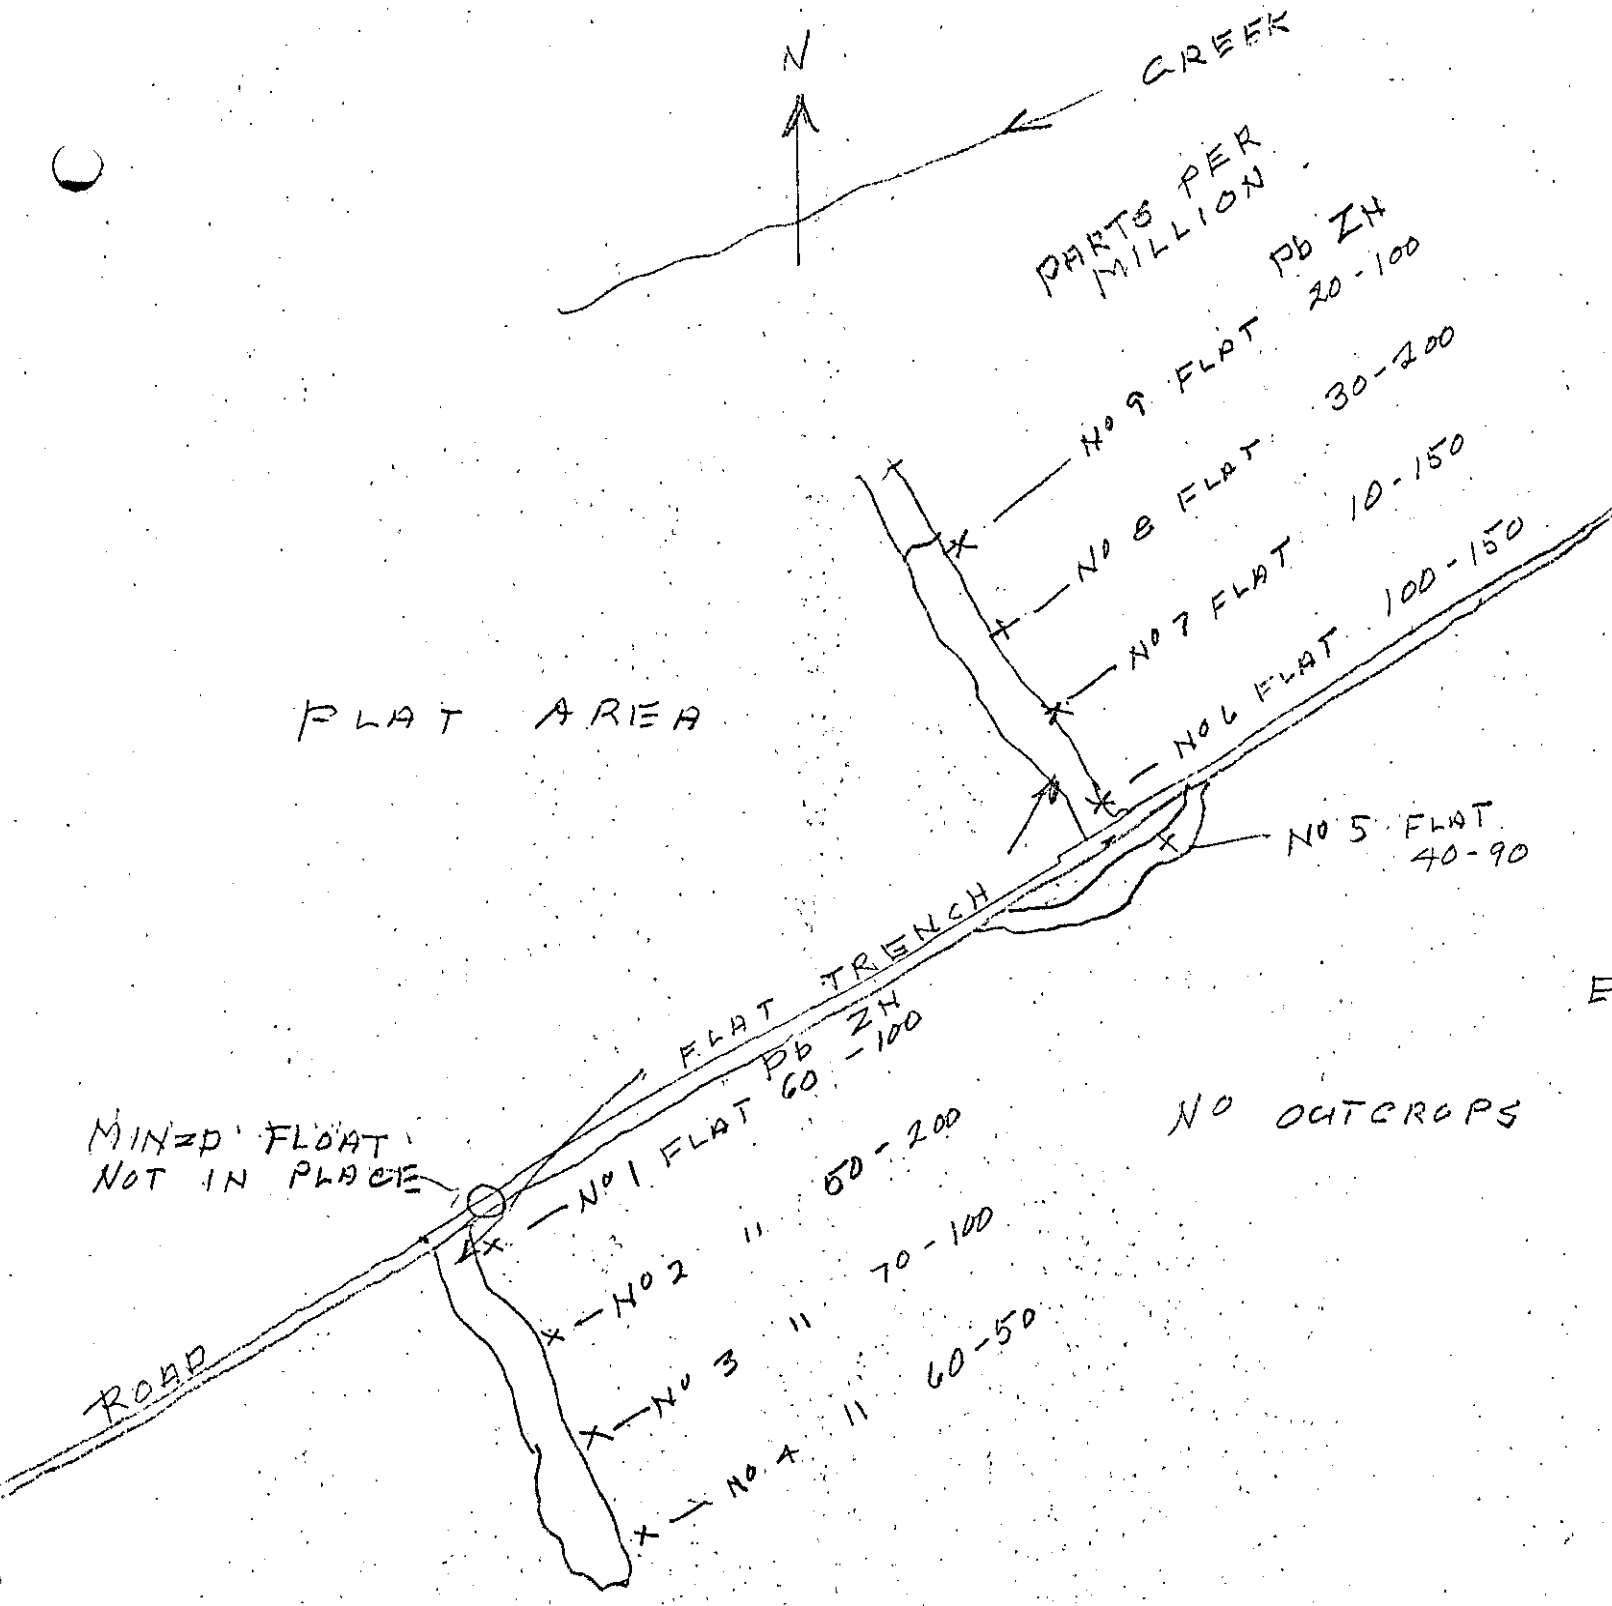 N
CREEK
PARTS PER
MILLION
Pb ZN
NO 9 FLAT 20-100
NO 8 FLAT 30-200
NO 7 FLAT 10-150
NO 6 FLAT 100-150
NO 5 FLAT
40-90
FLAT AREA
FLAT TRENCH
E
Pb ZN
NO 1 FLAT 60-100
NO 2 " 50-200
NO 3 " 70-100
NO. 4 " 60-50
NO OUTCROPS
MINZD' FLOAT
NOT IN PLACE
ROAD